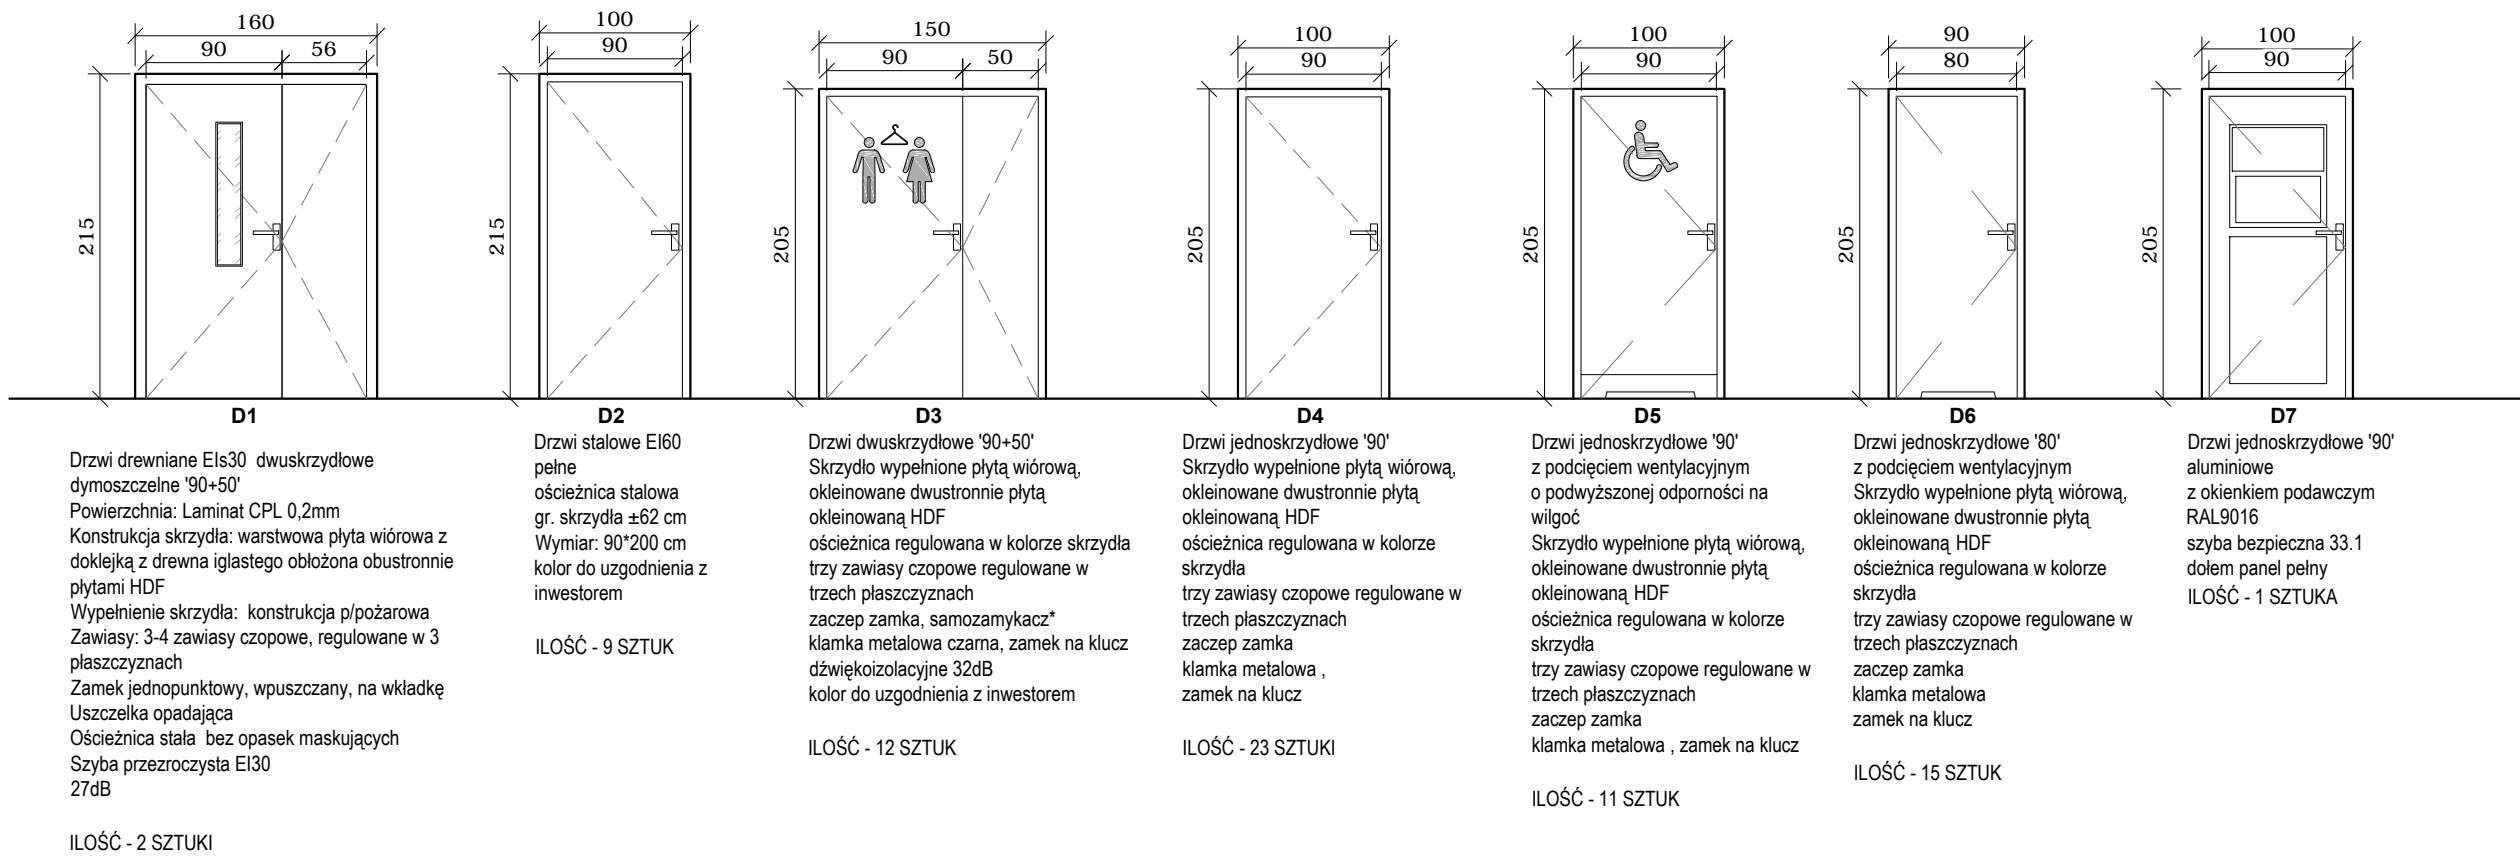 160
90
56
215
D1
Drzwi drewniane EIs30 dwuskrzydłowe
dymoszczelne '90+50'
Powierzchnia: Laminat CPL 0,2mm
Konstrukcja skrzydła: warstwowa płyta wiórowa z
doklejką z drewna iglastego obłożona obustronnie
płytami HDF
Wypełnienie skrzydła: konstrukcja p/pożarowa
Zawiasy: 3-4 zawiasy czopowe, regulowane w 3
płaszczyznach
Zamek jednopunktowy, wpuszczany, na wkładkę
Uszczelka opadająca
Ościeżnica stała bez opasek maskujących
Szyba przezroczysta EI30
27dB
ILOŚĆ - 2 SZTUKI
100
90
215
D2
Drzwi stalowe EI60
pełne
ościeżnica stalowa
gr. skrzydła ±62 cm
Wymiar: 90*200 cm
kolor do uzgodnienia z
inwestorem
ILOŚĆ - 9 SZTUK
150
90
50
205
D3
Drzwi dwuskrzydłowe '90+50'
Skrzydło wypełnione płytą wiórową,
okleinowane dwustronnie płytą
okleinowaną HDF
ościeżnica regulowana w kolorze skrzydła
trzy zawiasy czopowe regulowane w
trzech płaszczyznach
zaczep zamka, samozamykacz*
klamka metalowa czarna, zamek na klucz
dźwiękoizolacyjne 32dB
kolor do uzgodnienia z inwestorem
ILOŚĆ - 12 SZTUK
100
90
205
D4
Drzwi jednoskrzydłowe '90'
Skrzydło wypełnione płytą wiórową,
okleinowane dwustronnie płytą
okleinowaną HDF
ościeżnica regulowana w kolorze
skrzydła
trzy zawiasy czopowe regulowane w
trzech płaszczyznach
zaczep zamka
klamka metalowa ,
zamek na klucz
ILOŚĆ - 23 SZTUKI
100
90
205
D5
Drzwi jednoskrzydłowe '90'
z podcięciem wentylacyjnym
o podwyższonej odporności na
wilgoć
Skrzydło wypełnione płytą wiórową,
okleinowane dwustronnie płytą
okleinowaną HDF
ościeżnica regulowana w kolorze
skrzydła
trzy zawiasy czopowe regulowane w
trzech płaszczyznach
zaczep zamka
klamka metalowa , zamek na klucz
ILOŚĆ - 11 SZTUK
90
80
205
D6
Drzwi jednoskrzydłowe '80'
z podcięciem wentylacyjnym
Skrzydło wypełnione płytą wiórową,
okleinowane dwustronnie płytą
okleinowaną HDF
ościeżnica regulowana w kolorze
skrzydła
trzy zawiasy czopowe regulowane w
trzech płaszczyznach
zaczep zamka
klamka metalowa
zamek na klucz
ILOŚĆ - 15 SZTUK
100
90
205
D7
Drzwi jednoskrzydłowe '90'
aluminiowe
z okienkiem podawczym
RAL9016
szyba bezpieczna 33.1
dołem panel pełny
ILOŚĆ - 1 SZTUKA